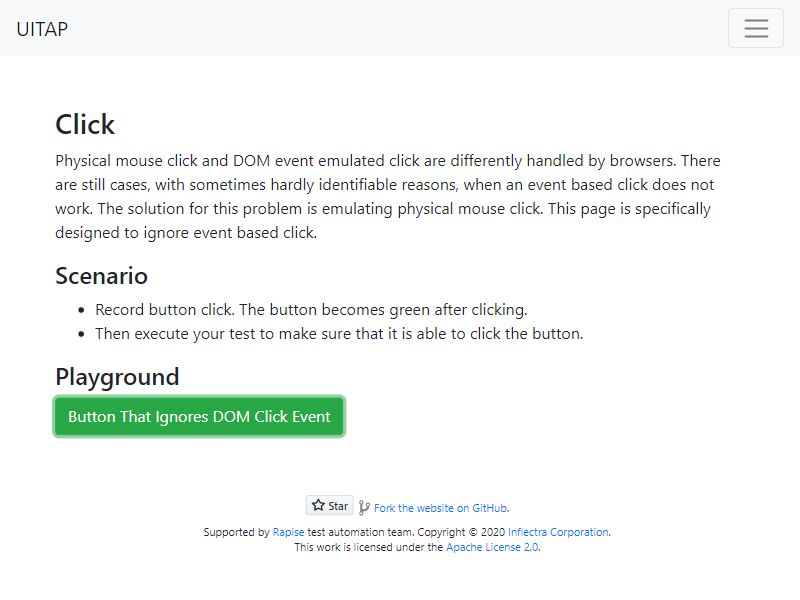 UITAP
Click
Physical mouse click and DOM event emulated click are differently handled by browsers. There
are still cases, with sometimes hardly identifiable reasons, when an event based click does not
work. The solution for this problem is emulating physical mouse click. This page is specifically
designed to ignore event based click.
Scenario
Record button click. The button becomes green after clicking.
Then execute your test to make sure that it is able to click the button.
Playground
Button That Ignores DOM Click Event
Star Fork the website on GitHub.
Supported by Rapise test automation team. Copyright © 2020 Inflectra Corporation.
This work is licensed under the Apache License 2.0.